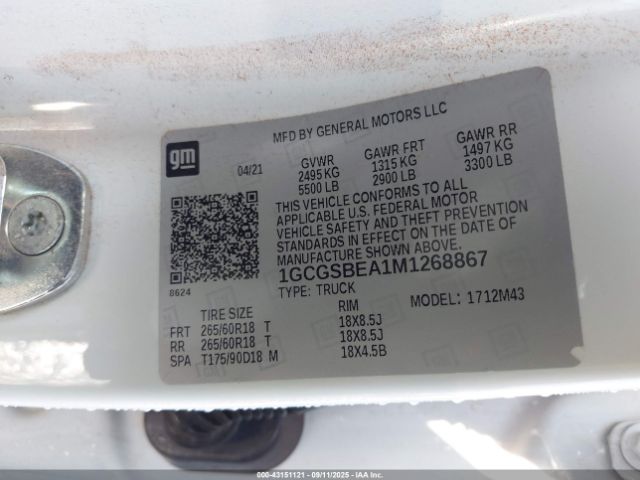 MFD BY GENERAL MOTORS LLC
gm
04/21
GVWR GAWR FRT GAWR RR
2495 KG 1315 KG 1497 KG
5500 LB 2900 LB 3300 LB
THIS VEHICLE CONFORMS TO ALL
APPLICABLE U.S. FEDERAL MOTOR
VEHICLE SAFETY AND THEFT PREVENTION
STANDARDS IN EFFECT ON THE DATE OF
MANUFACTURE SHOWN ABOVE.
8624
1GCGSBEA1M1268867
TYPE: TRUCK MODEL: 1712M43
TIRE SIZE RIM
FRT 265/60R18 T 18X8.5J
RR 265/60R18 T 18X8.5J
SPA T175/90D18 M 18X4.5B
000-43151121 - 09/11/2025 - IAAI.COM